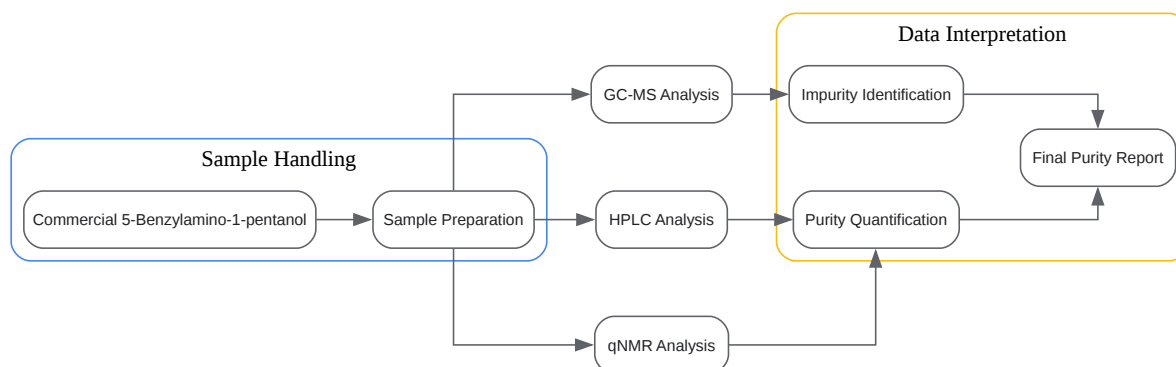 Data Interpretation
GC-MS Analysis
Impurity Identification
Sample Handling
Final Purity Report
Commercial 5-Benzylamino-1-pentanol
Sample Preparation
HPLC Analysis
Purity Quantification
qNMR Analysis